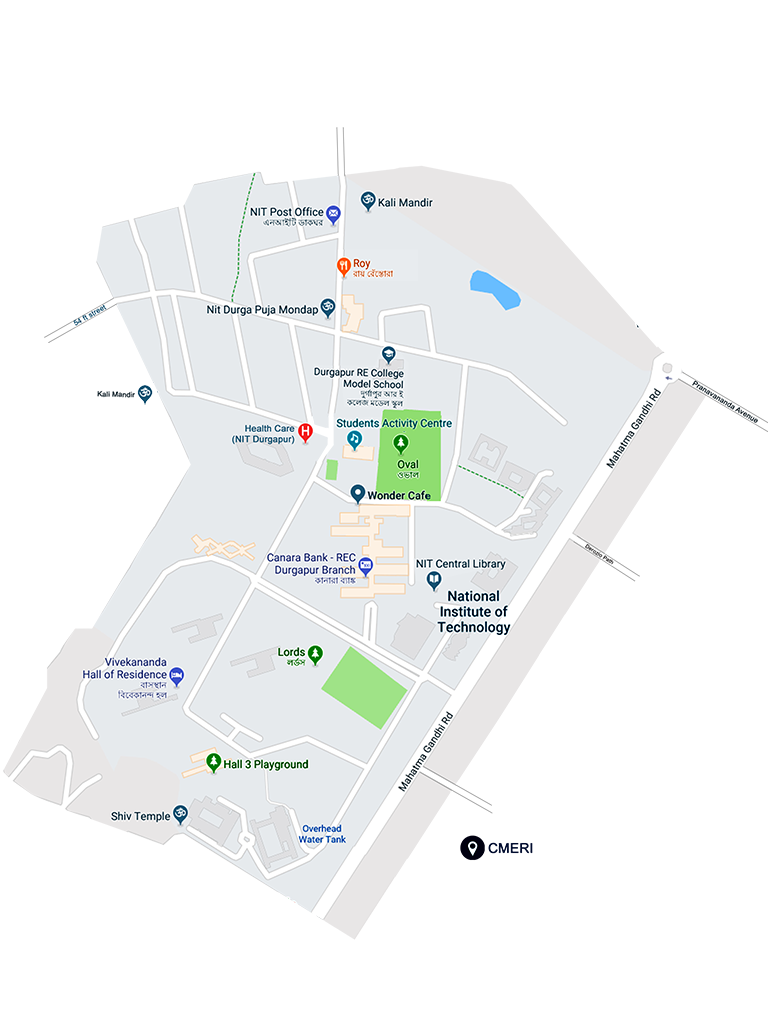 Kali Mandir
NIT Post Office
এনআইটি ডাকঘর
Roy
রায় রেঁস্তোরা
Nit Durga Puja Mondap
54 ft street
Durgapur RE College
Model School
দুর্গাপুর আর ই
কলেজ মডেল স্কুল
Pranavananda Avenue
Kali Mandir
Mahatma Gandhi Rd
Health Care
(NIT Durgapur)
Students Activity Centre
Oval
ওভাল
Wonder Cafe
Canara Bank - REC
Durgapur Branch
কানারা ব্যাঙ্ক
NIT Central Library
Derozio Path
National
Institute of
Technology
Lords
লর্ডস
Vivekananda
Hall of Residence
বাসস্থান
বিবেকানন্দ হল
Mahatma Gandhi Rd
Hall 3 Playground
Shiv Temple
Overhead
Water Tank
CMERI